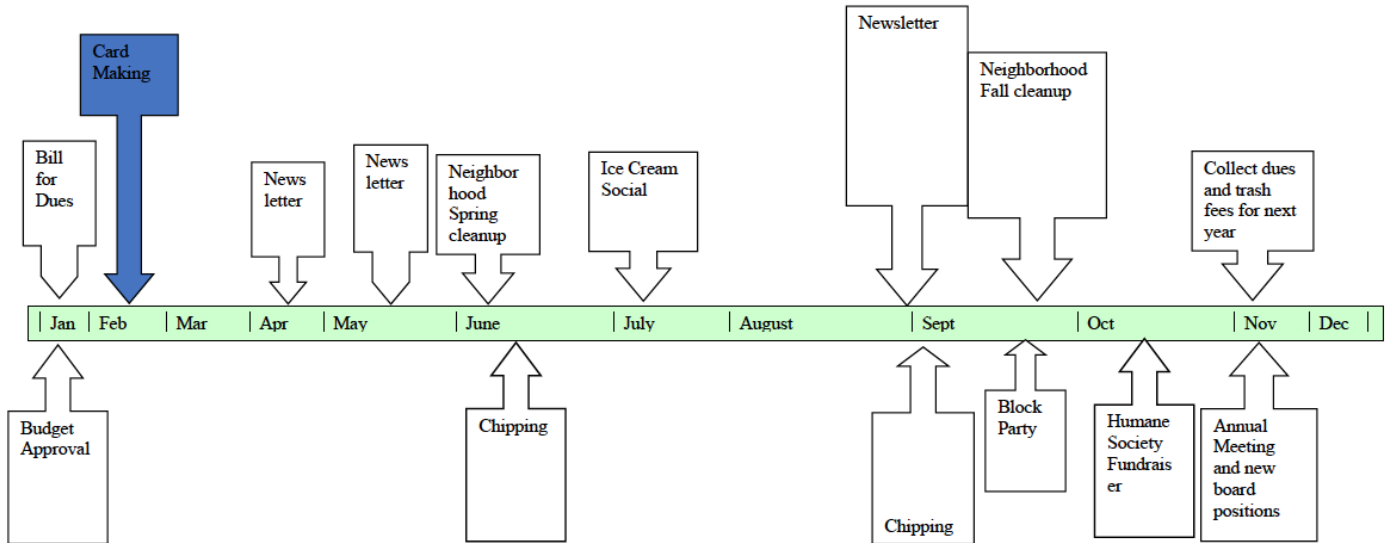 Card
Making
Bill
for
Dues
News
letter
News
letter
Neighbor
hood
Spring
cleanup
Ice Cream
Social
Newsletter
Neighborhood
Fall cleanup
Collect dues
and trash
fees for next
year
Jan
Feb
Mar
Apr
May
June
July
August
Sept
Oct
Nov
Dec
Budget
Approval
Chipping
Chipping
Block
Party
Humane
Society
Fundrais
er
Annual
Meeting
and new
board
positions